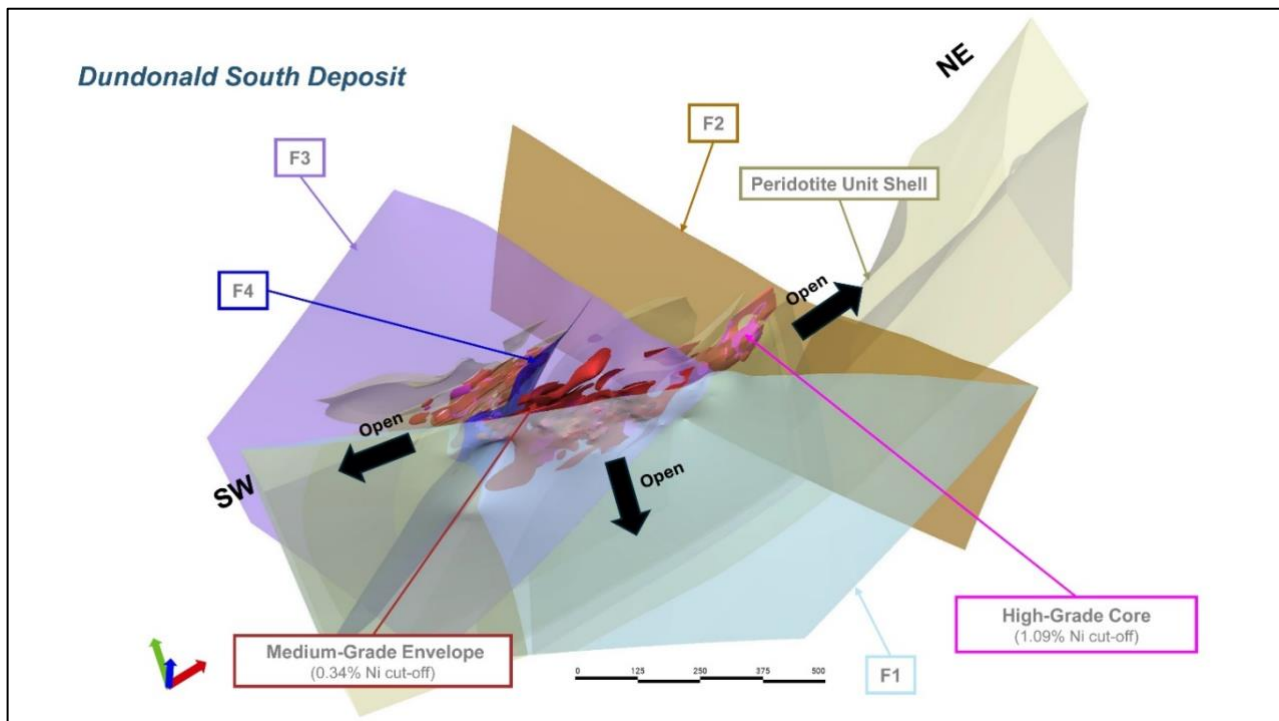 Dundonald South Deposit
NE
F2
F3
Peridotite Unit Shell
F4
Open
Open
Open
SW
High-Grade Core
(1.09% Ni cut-off)
Medium-Grade Envelope
(0.34% Ni cut-off)
F1
0 125 250 375 500